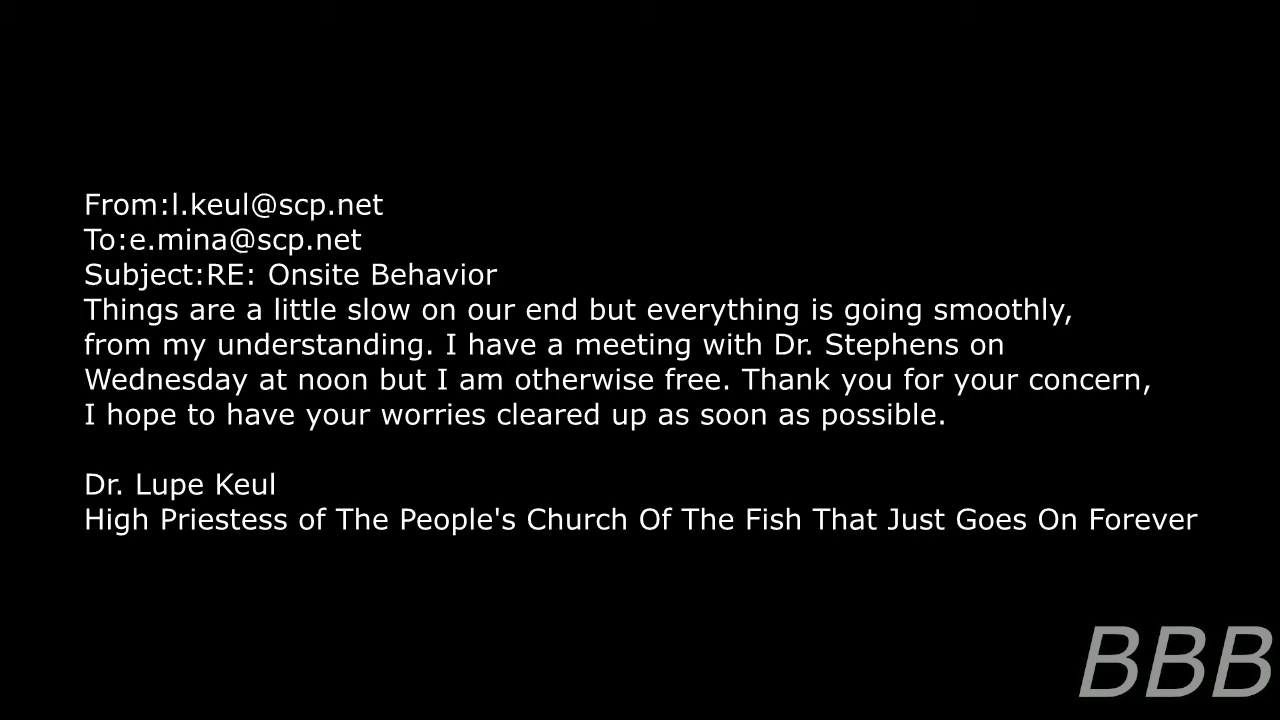 From:l.keul@scp.net
To:e.mina@scp.net
Subject:RE: Onsite Behavior
Things are a little slow on our end but everything is going smoothly,
from my understanding. I have a meeting with Dr. Stephens on
Wednesday at noon but I am otherwise free. Thank you for your concern,
I hope to have your worries cleared up as soon as possible.
Dr. Lupe Keul
High Priestess of The People's Church Of The Fish That Just Goes On Forever
BBB